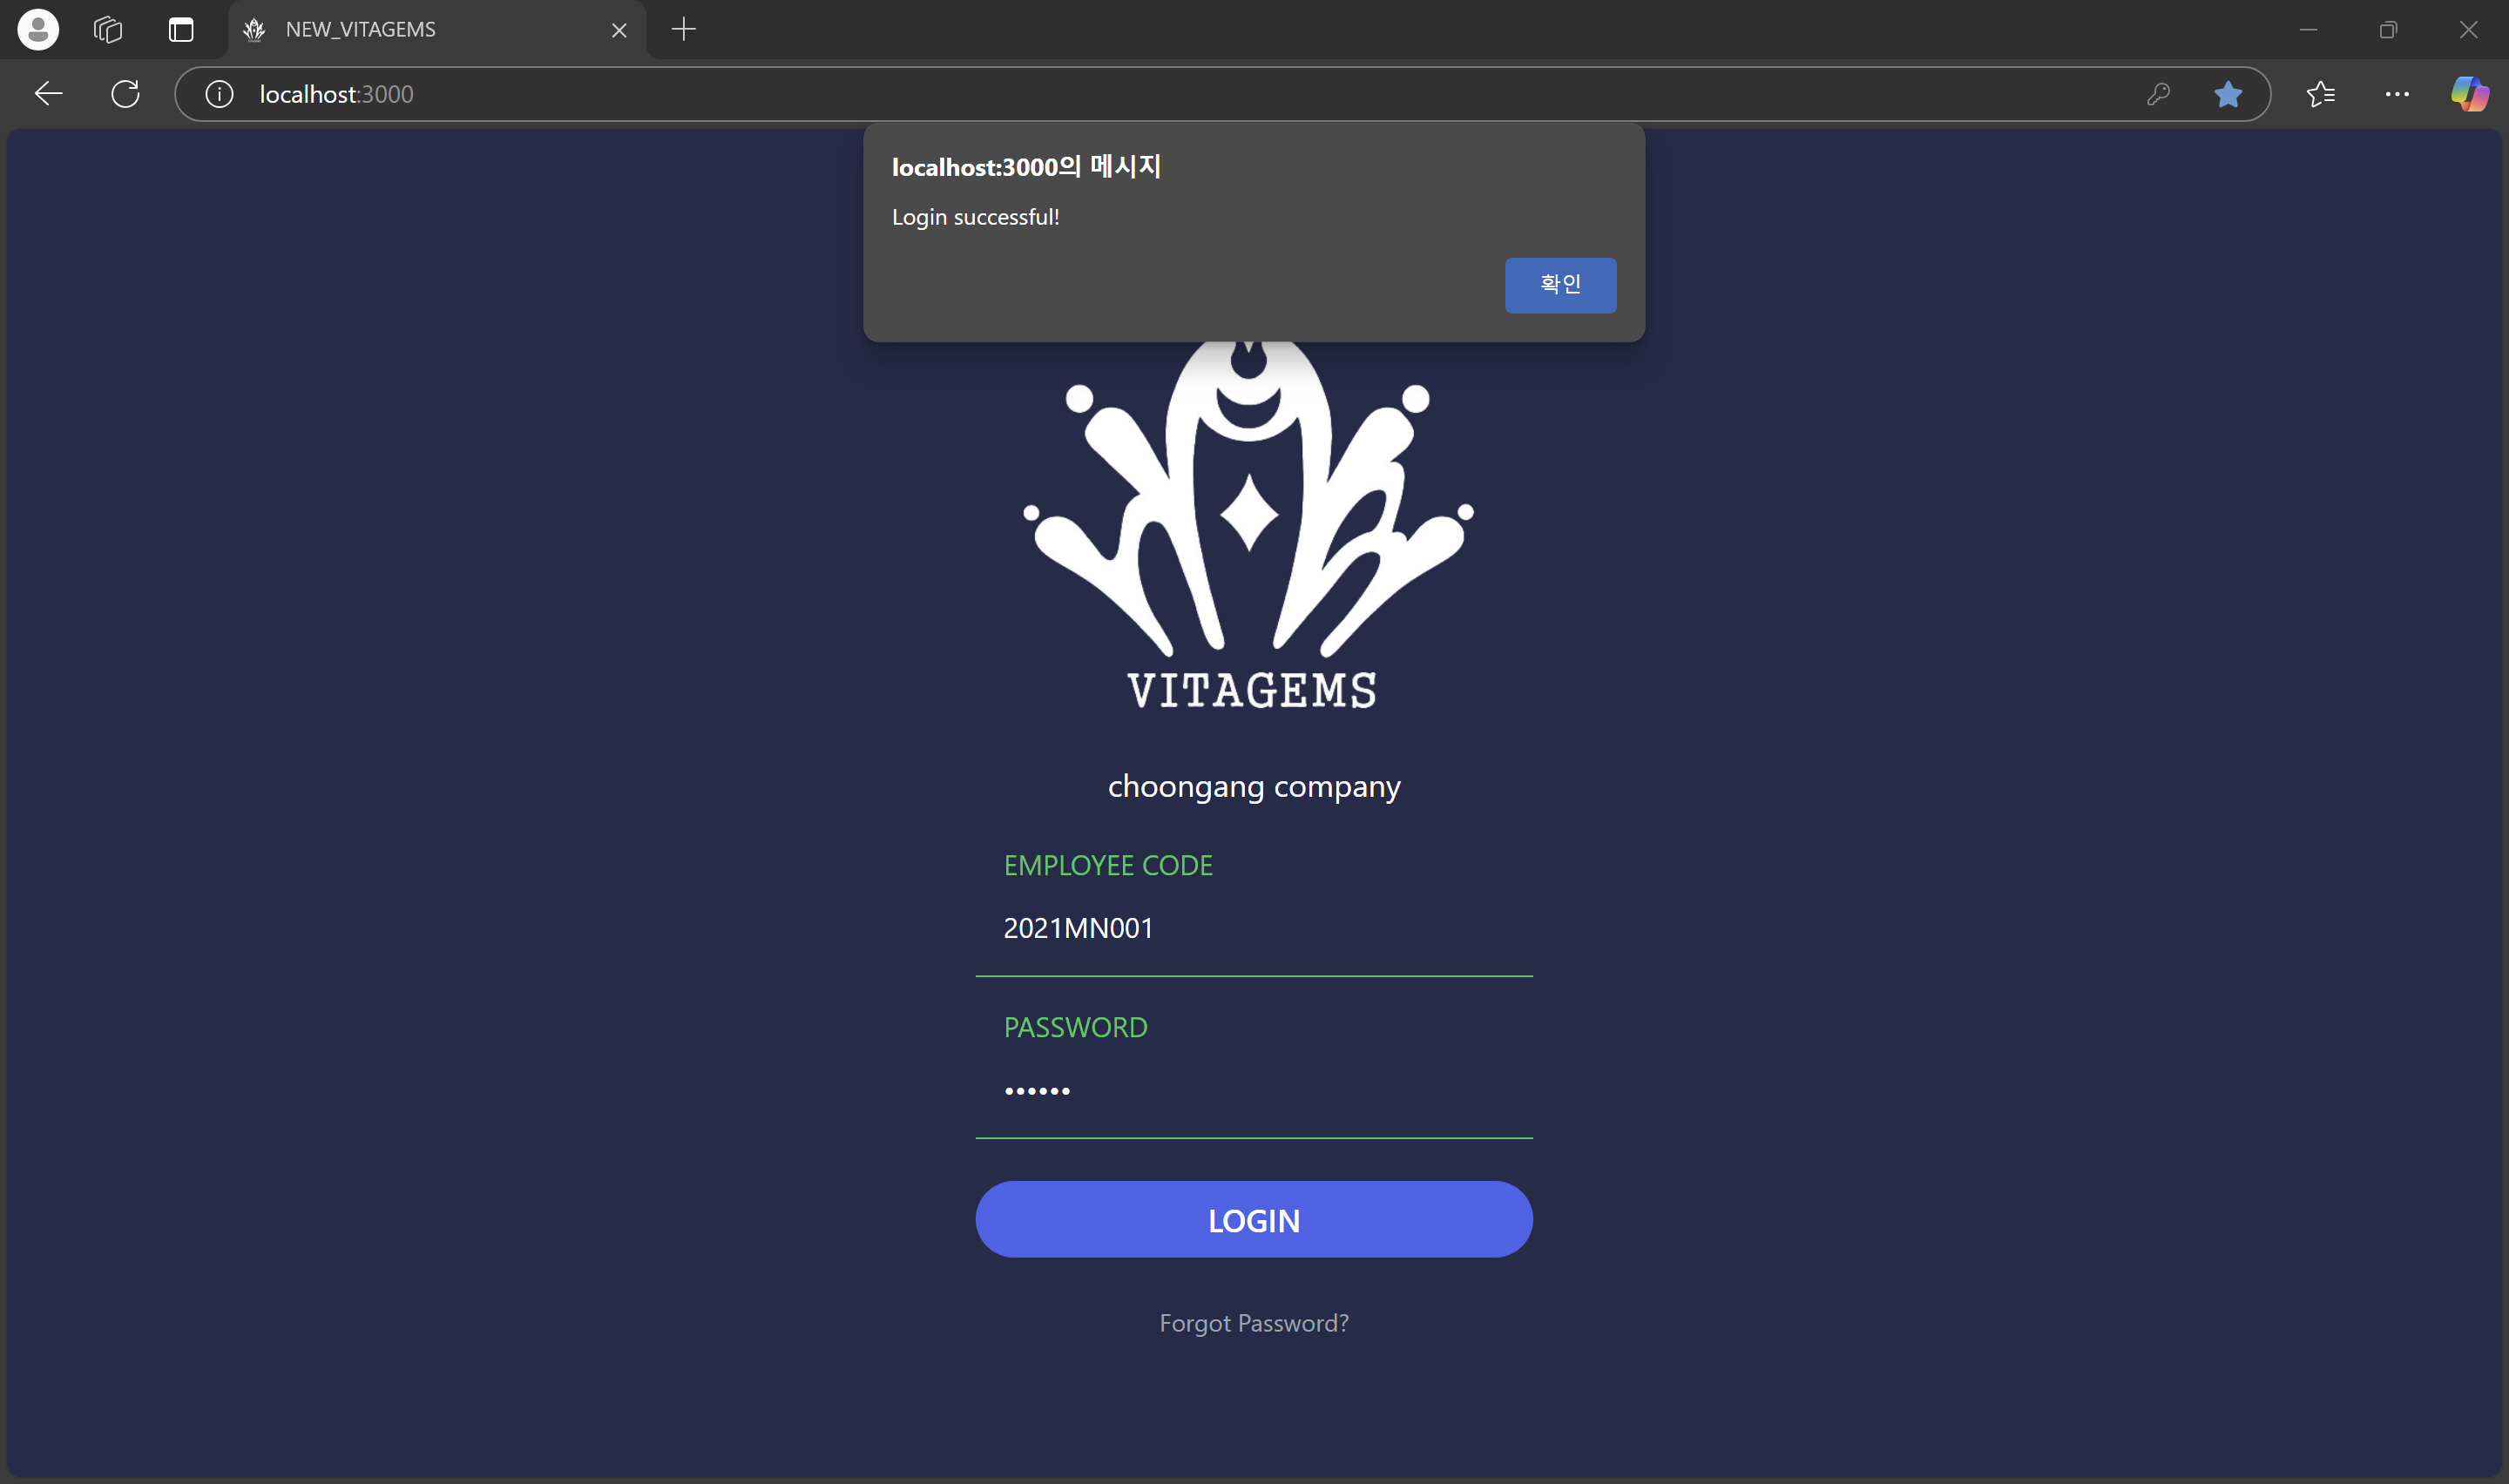 NEW_VITAGEMS
localhost:3000
localhost:3000의 메시지
Login successful!
확인
VITAGEMS
choongang company
EMPLOYEE CODE
2021MN001
PASSWORD
••••••
LOGIN
Forgot Password?